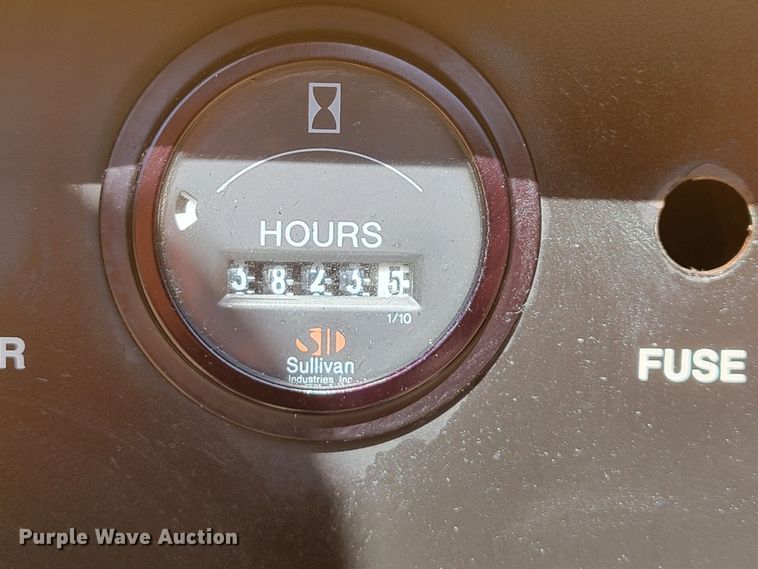 HOURS
38235
1/10
Sullivan
Industries Inc.
R
FUSE
Purple Wave Auction